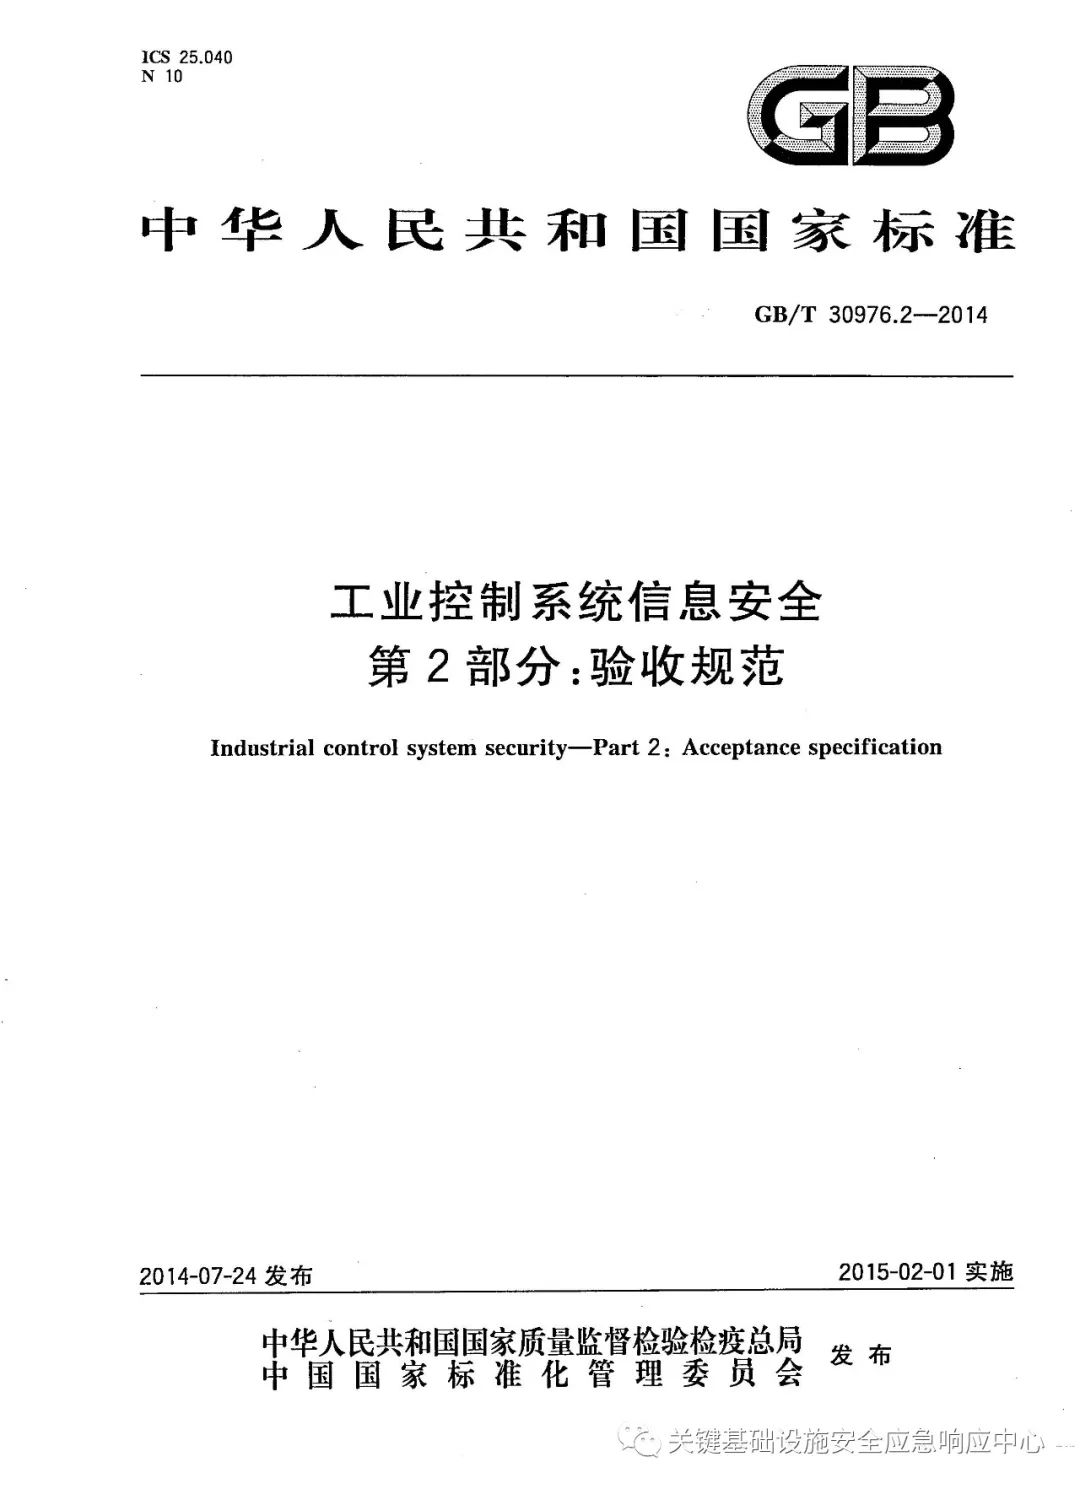 ICS 25.040
N 10
GB
中华人民共和国国家标准
GB/T 30976.2—2014
工业控制系统信息安全
第2部分:验收规范
Industrial control system security—Part 2: Acceptance specification
2014-07-24 发布
2015-02-01 实施
中华人民共和国国家质量监督检验检疫总局
中国国家标准化管理委员会
发布
关键基础设施安全应急响应中心